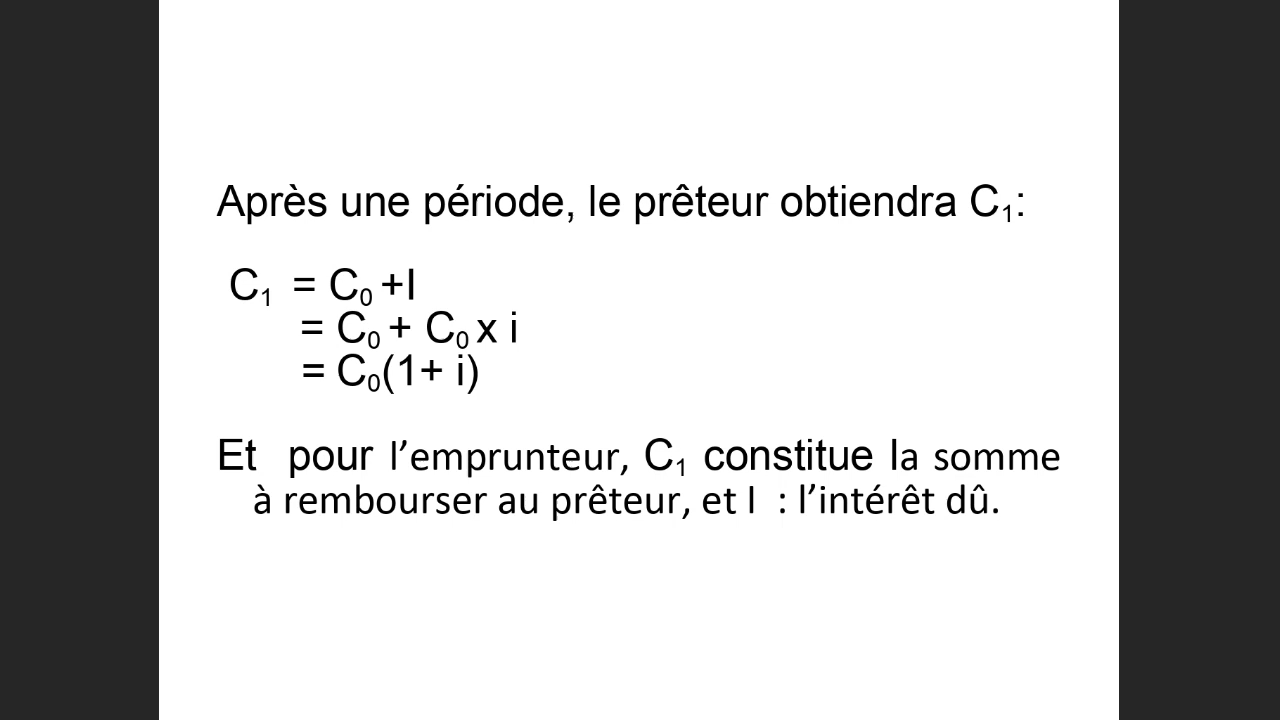 Après une période, le prêteur obtiendra C₁:
C₁ = C₀ +I
= C₀ + C₀ x i
= C₀(1+ i)
Et pour l’emprunteur, C₁ constitue la somme
à rembourser au prêteur, et I : l’intérêt dû.